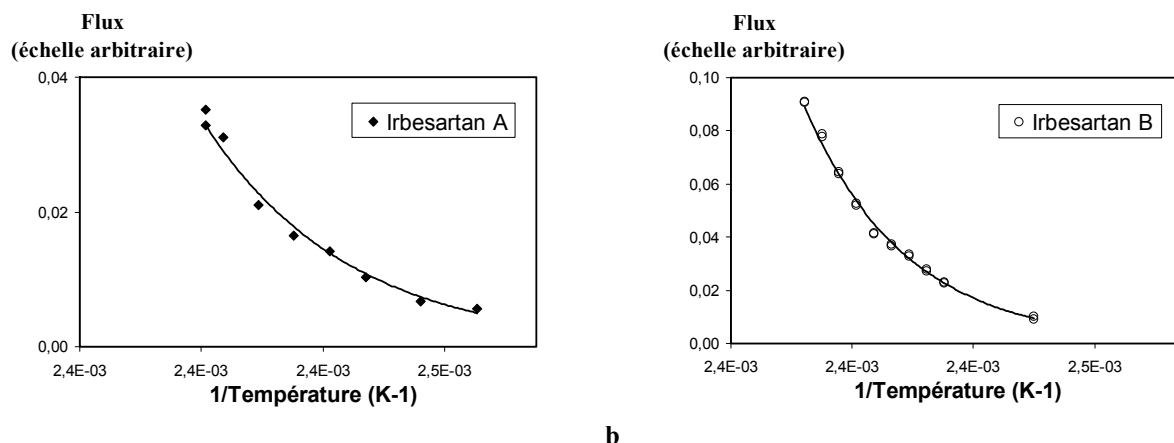 Flux
(échelle arbitraire)
0,04
0,02
0,00
Irbesartan A
2,4E-03 2,4E-03 2,4E-03 2,5E-03
1/Température (K-1)
Flux
(échelle arbitraire)
0,10
0,08
0,06
0,04
0,02
0,00
Irbesartan B
2,4E-03 2,4E-03 2,4E-03 2,5E-03
1/Température (K-1)
b